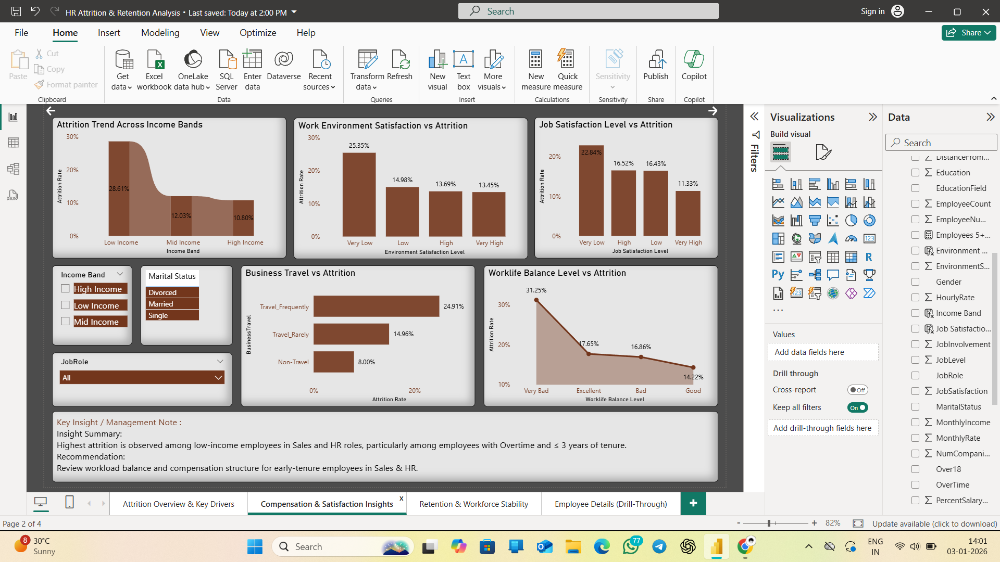 HR Attrition & Retention Analysis • Last saved: Today at 2:00 PM
Search
Sign in
File
Home
Insert
Modeling
View
Optimize
Help
Share
Paste
Cut
Copy
Format painter
Clipboard
Get data
Excel workbook
OneLake data hub
SQL Server
Enter data
Dataverse
Recent sources
Data
Transform data
Refresh
Queries
New visual
Text box
More visuals
Insert
New measure
Quick measure
Calculations
Sensitivity
Sensitivity
Publish
Share
Copilot
Copilot
Attrition Trend Across Income Bands
Attrition Rate
30%
20%
10%
0%
28.61%
12.03%
10.80%
Low Income
Mid Income
High Income
Income Band
Work Environment Satisfaction vs Attrition
Attrition Rate
30%
20%
10%
0%
25.35%
14.98%
13.69%
13.45%
Very Low
Low
High
Very High
Environment Satisfaction Level
Job Satisfaction Level vs Attrition
Attrition Rate
20%
10%
0%
22.84%
16.52%
16.43%
11.33%
Very Low
High
Low
Very High
Job Satisfaction Level
Income Band
High Income
Low Income
Mid Income
Marital Status
Divorced
Married
Single
JobRole
All
Business Travel vs Attrition
BusinessTravel
Travel_Frequently
24.91%
Travel_Rarely
14.96%
Non-Travel
8.00%
0%
20%
Attrition Rate
Worklife Balance Level vs Attrition
Attrition Rate
30%
20%
10%
31.25%
17.65%
16.86%
14.22%
Very Bad
Excellent
Bad
Good
Worklife Balance Level
Key Insight / Management Note :
Insight Summary:
Highest attrition is observed among low-income employees in Sales and HR roles, particularly among employees with Overtime and ≤ 3 years of tenure.
Recommendation:
Review workload balance and compensation structure for early-tenure employees in Sales & HR.
Filters
Visualizations
Build visual
123
R
Py
123
...
Values
Add data fields here
Drill through
Cross-report
Off
Keep all filters
On
Add drill-through fields here
Data
Search
DistanceFrom...
Education
EducationField
EmployeeCount
EmployeeNu...
Employees 5+...
Environment ...
EnvironmentS...
Gender
HourlyRate
Income Band
Job Satisfactio...
JobInvolvement
JobLevel
JobRole
JobSatisfaction
MaritalStatus
MonthlyIncome
MonthlyRate
NumCompani...
Over18
OverTime
PercentSalary...
DAX
Attrition Overview & Key Drivers
Compensation & Satisfaction Insights
x
Retention & Workforce Stability
Employee Details (Drill-Through)
+
Page 2 of 4
- + 82%
Update available (click to download)
8
30°C
Sunny
Search
77
ENG
IN
14:01
03-01-2026